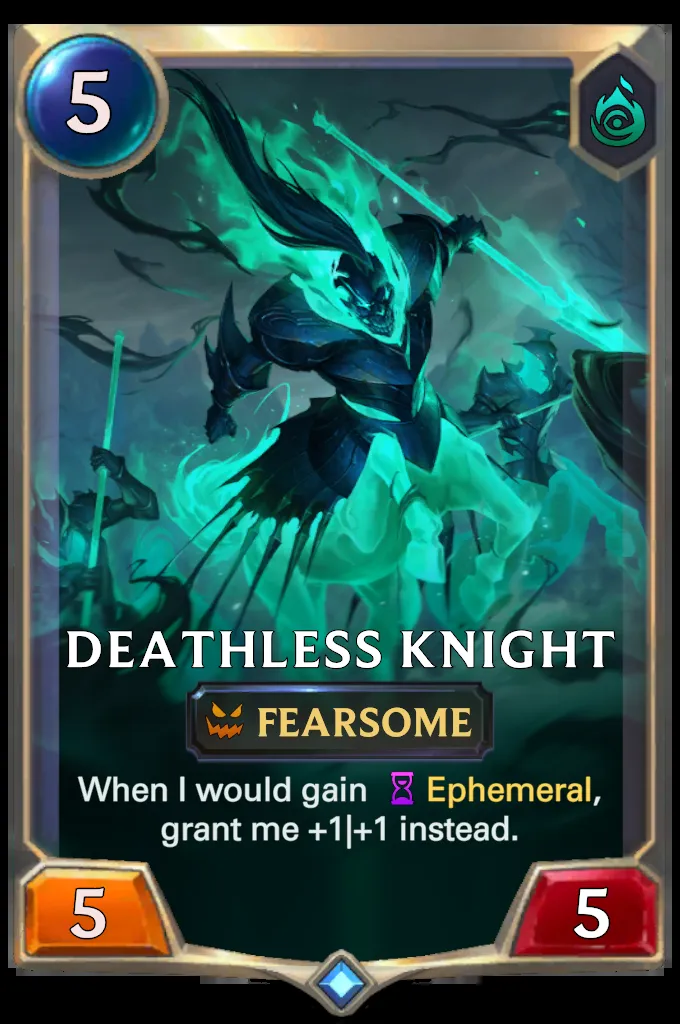 5
DEATHLESS KNIGHT
FEARSOME
When I would gain Ephemeral,
grant me +1|+1 instead.
5 5